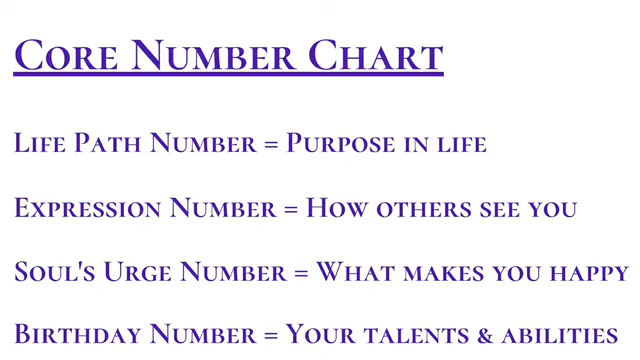 Core Number Chart
Life Path Number = Purpose in life
Expression Number = How others see you
Soul's Urge Number = What makes you happy
Birthday Number = Your talents & abilities